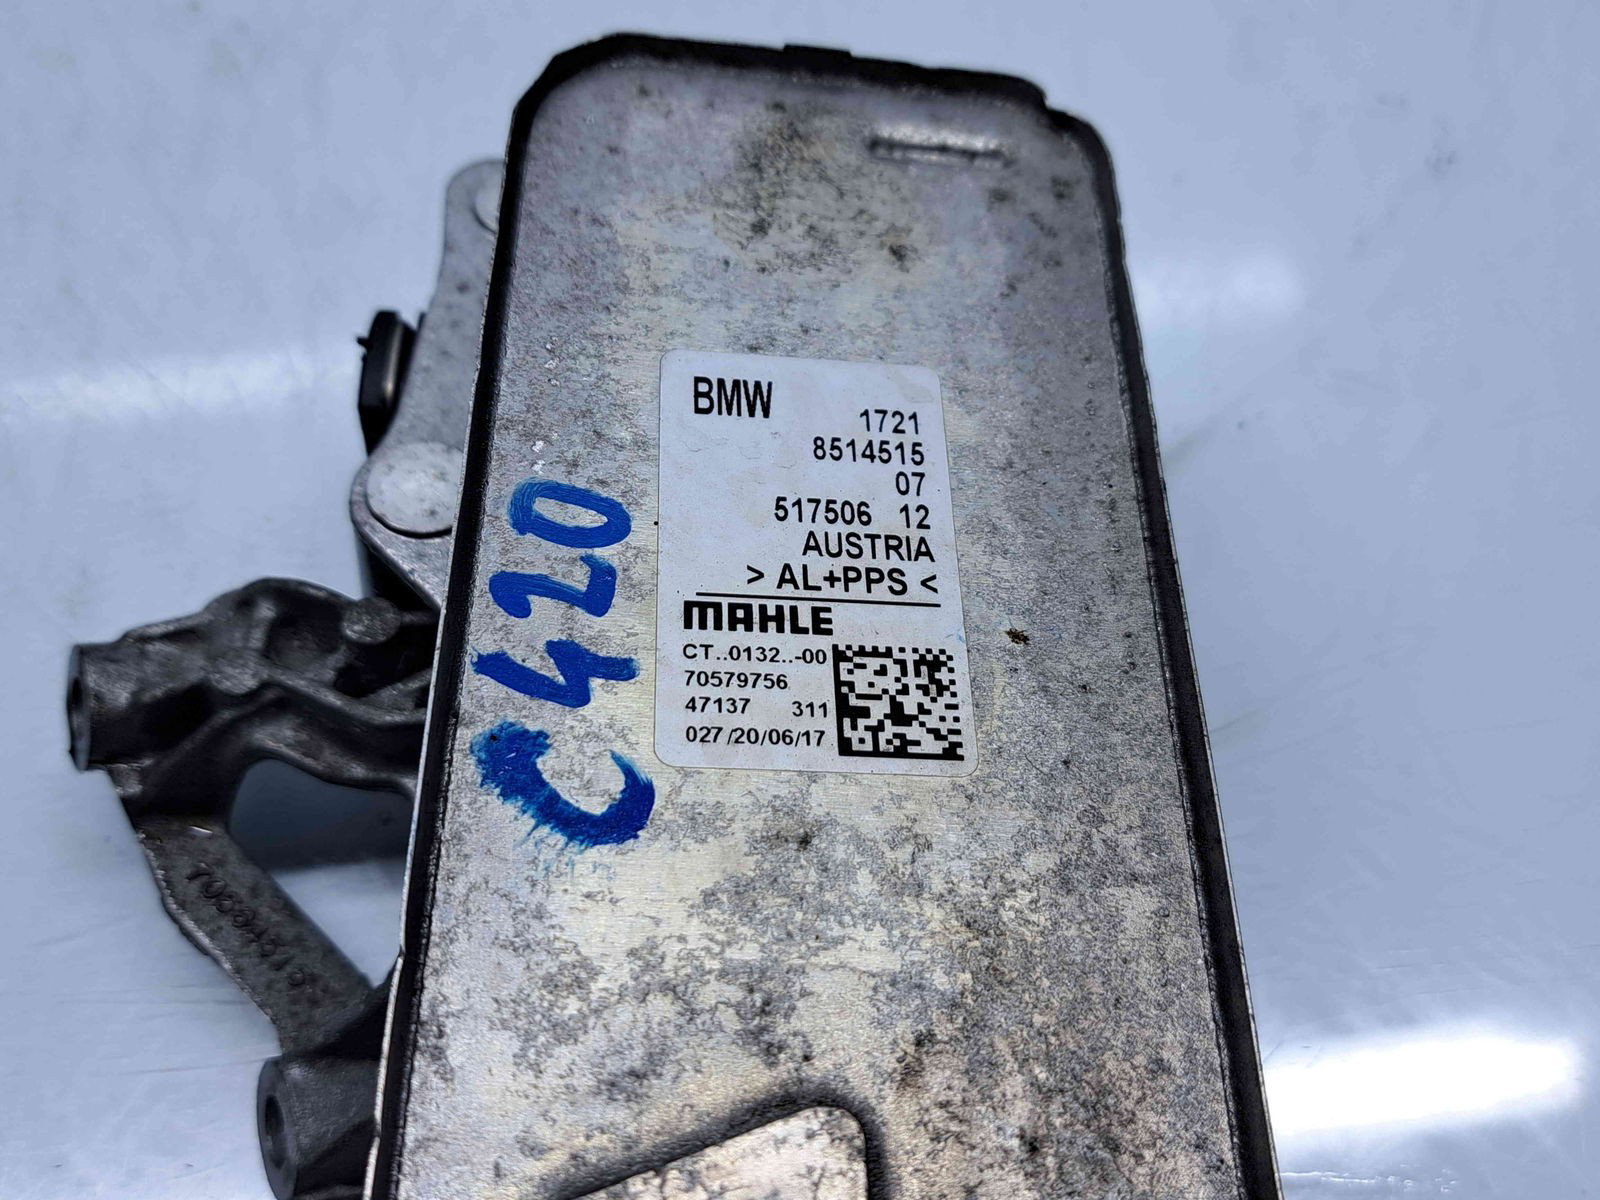 BMW
1721
8514515
07
517506 12
AUSTRIA
> AL+PPS <
MAHLE
CT..0132..-00
70579756
47137 311
027/20/06/17
C420